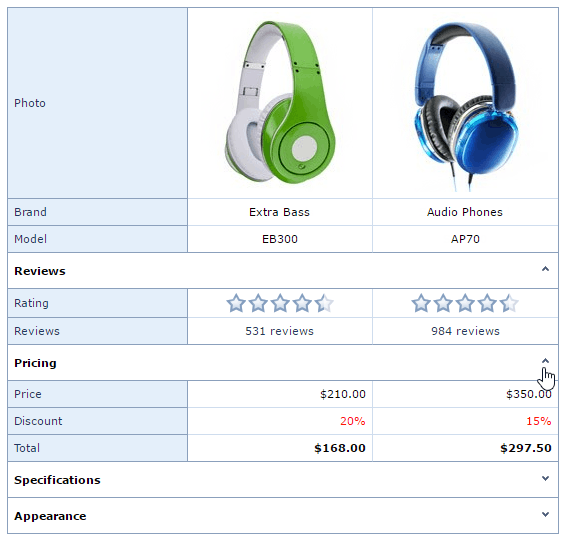 Photo
Brand Extra Bass Audio Phones
Model EB300 AP70
Reviews
Rating
Reviews 531 reviews 984 reviews
Pricing
Price $210.00 $350.00
Discount 20% 15%
Total $168.00 $297.50
Specifications
Appearance